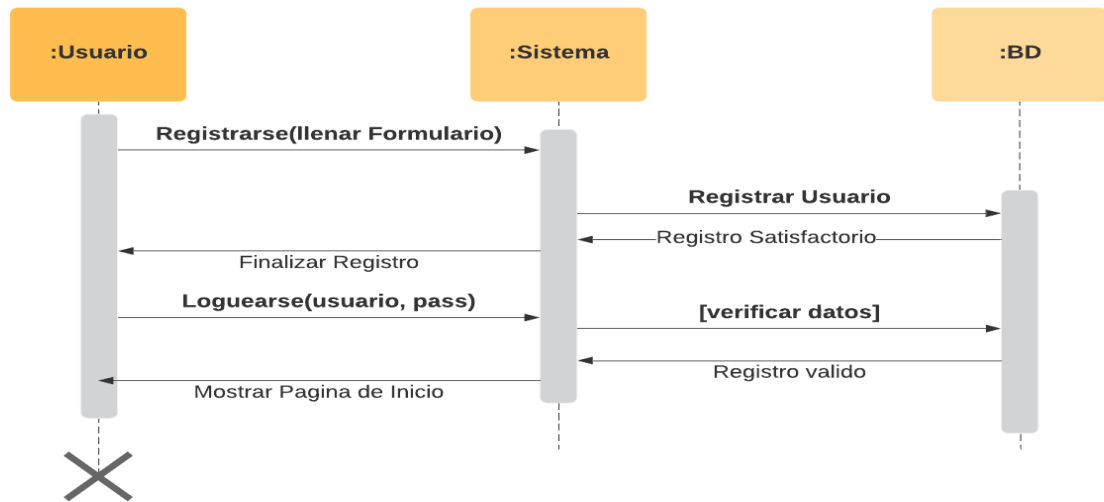 :Usuario
:Sistema
:BD
Registrarse(llenar Formulario)
Registrar Usuario
Registro Satisfactorio
Finalizar Registro
Loguearse(usuario, pass)
[verificar datos]
Registro valido
Mostrar Pagina de Inicio